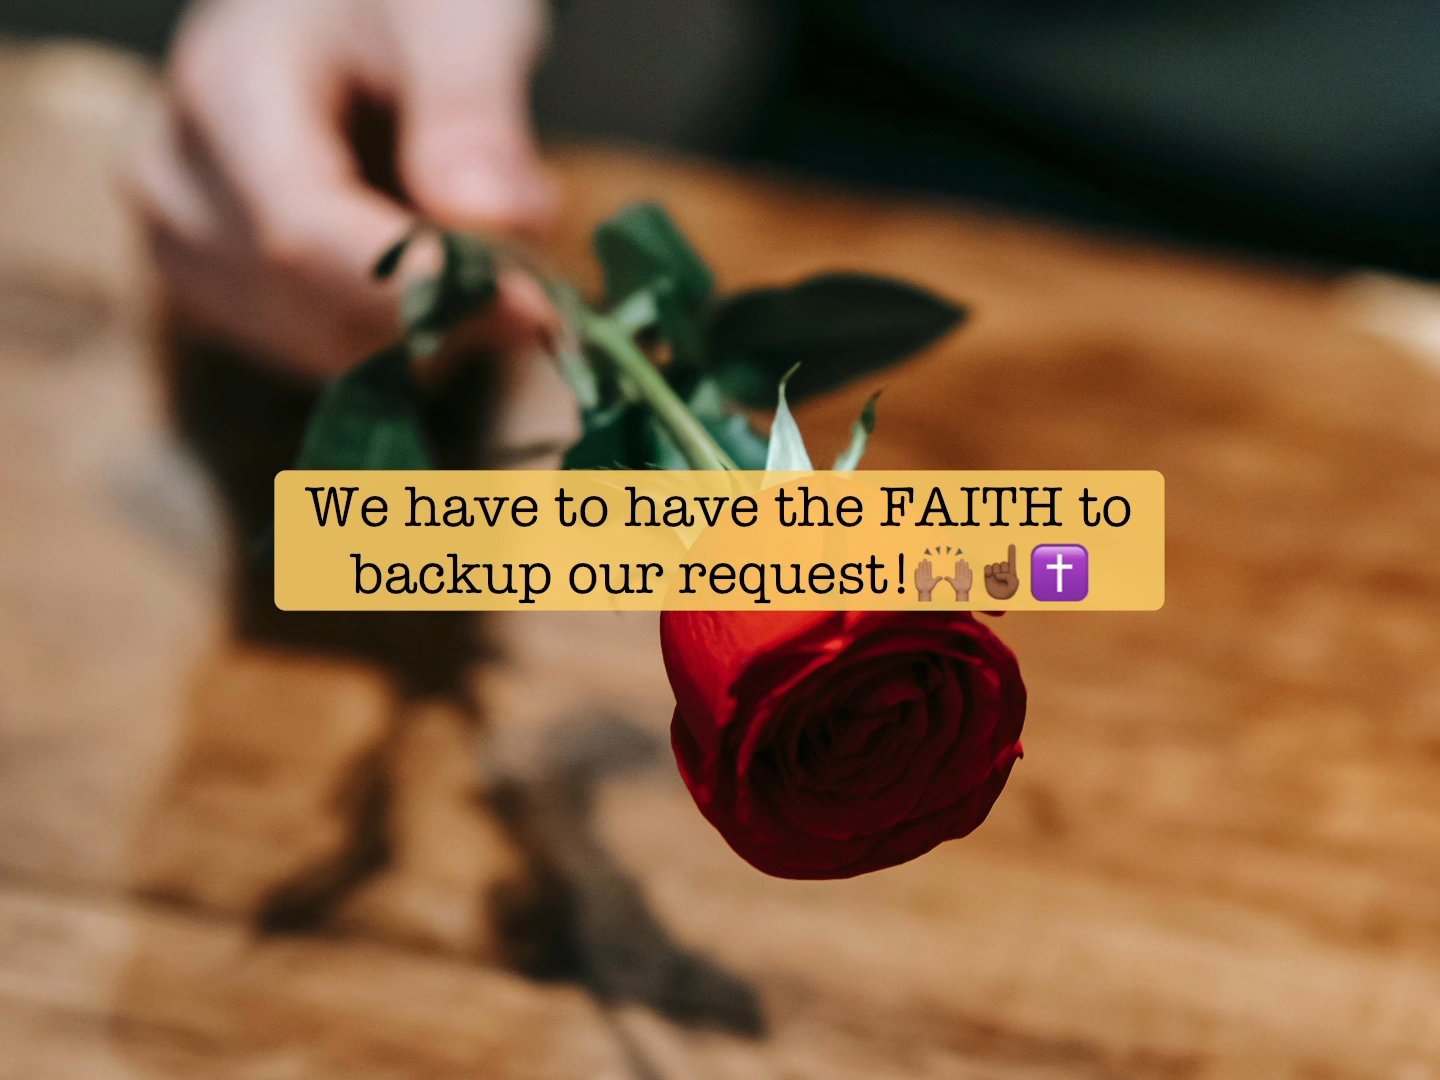 We have to have the FAITH to
backup our request!🙌🏽☝🏾✝️